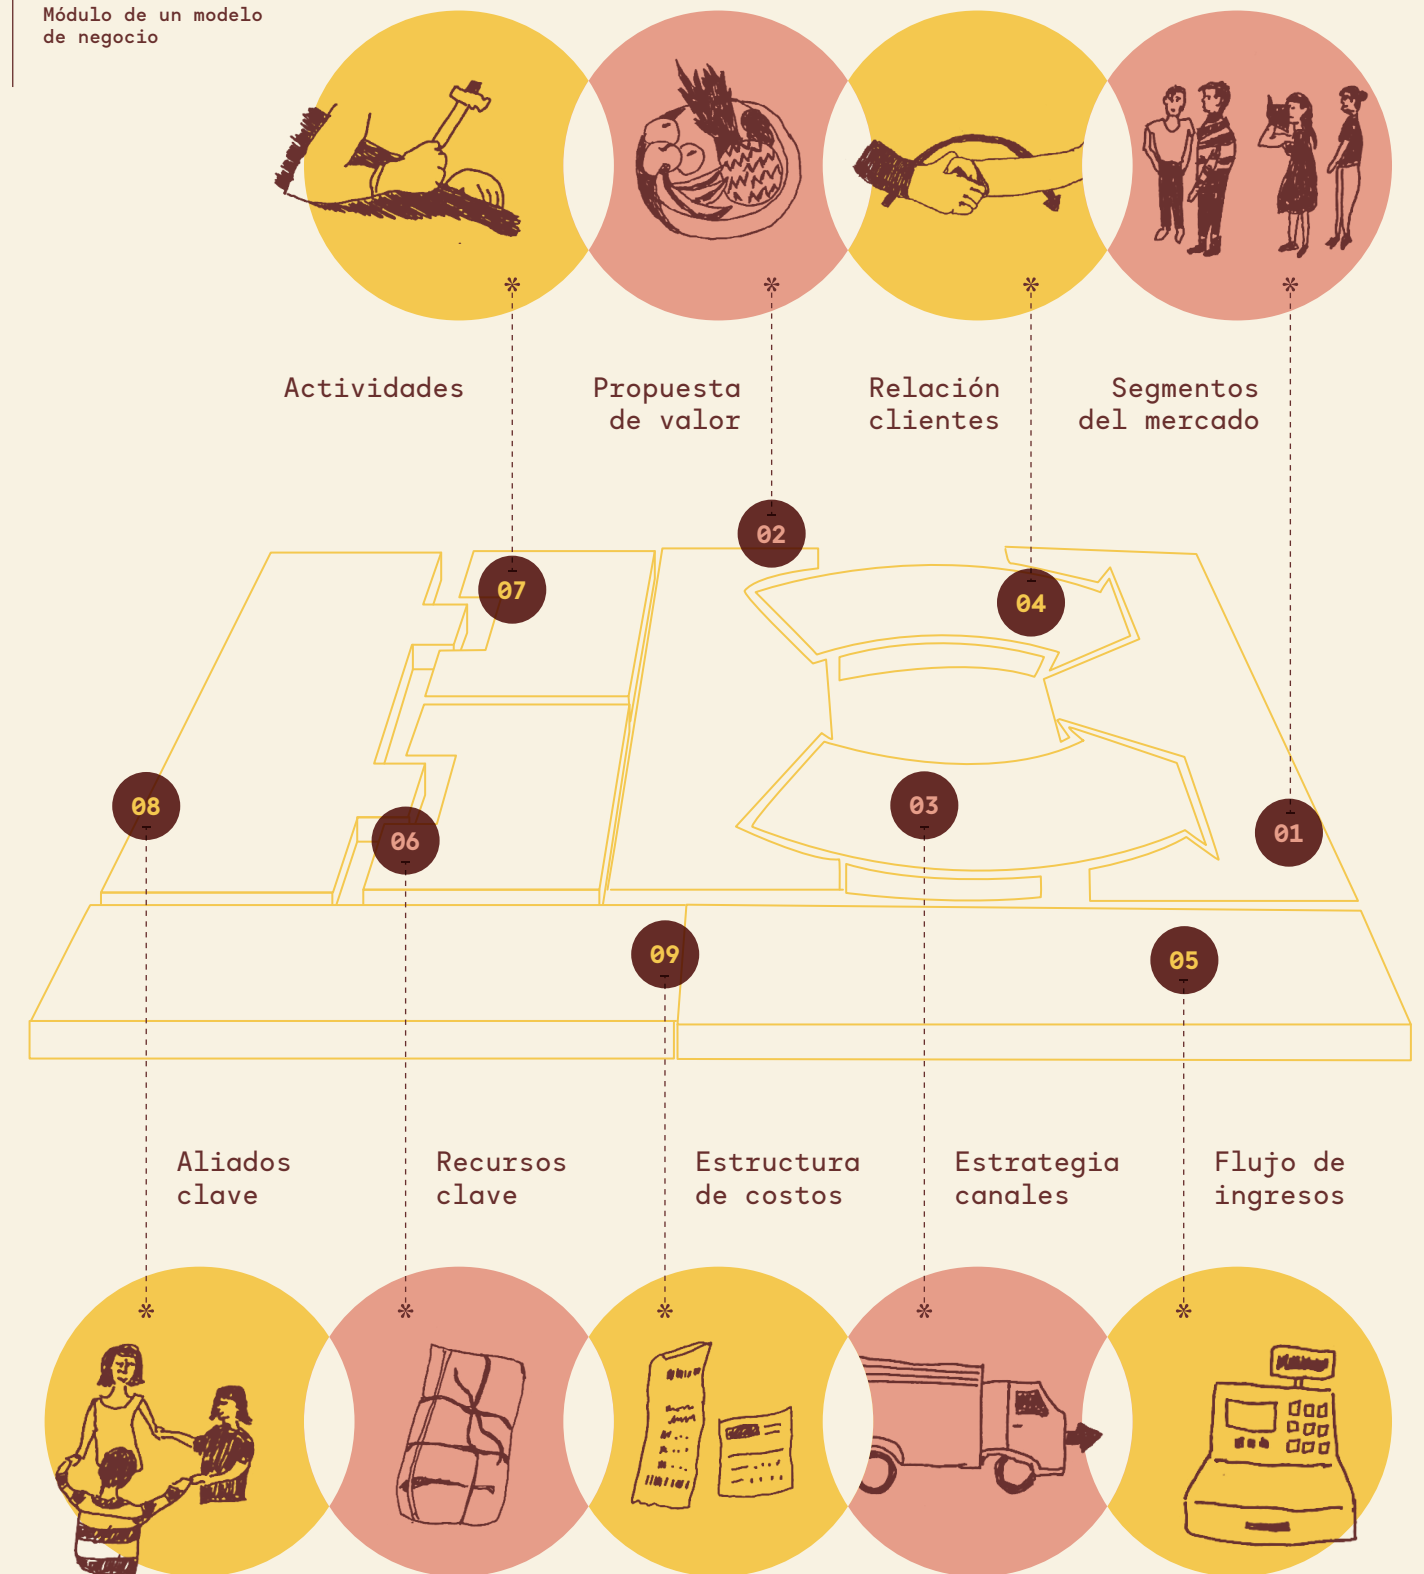 Módulo de un modelo
de negocio
*
*
*
*
Actividades
Propuesta
de valor
Relación
clientes
Segmentos
del mercado
02
07
04
08
06
03
01
09
05
Aliados
clave
Recursos
clave
Estructura
de costos
Estrategia
canales
Flujo de
ingresos
*
*
*
*
*